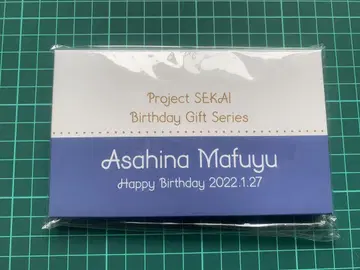 Project SEKAI
Birthday Gift Series
Asahina Mafuyu
Happy Birthday 2022.1.27